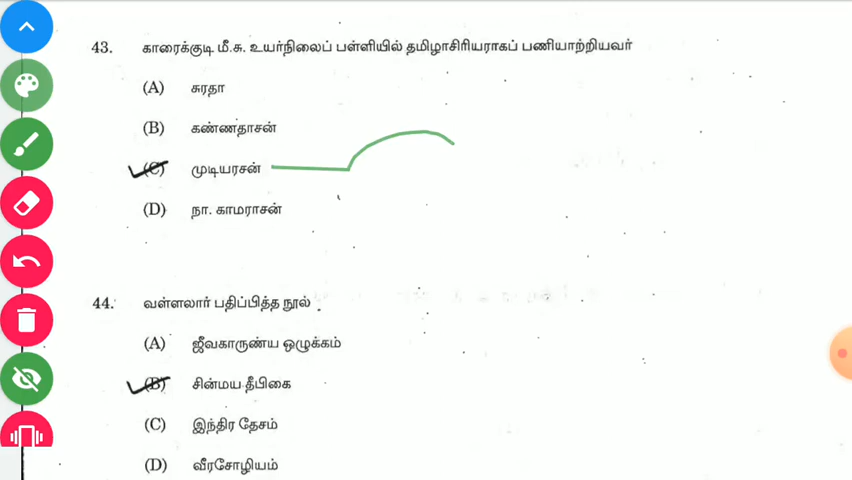 43. காரைக்குடி மீ.சு. உயர்நிலைப் பள்ளியில் தமிழாசிரியராகப் பணியாற்றியவர்
(A) சுரதா
(B) கண்ணதாசன்
(C) முடியரசன்
(D) நா. காமராசன்
44. வள்ளலார் பதிப்பித்த நூல்
(A) ஜீவகாருண்ய ஒழுக்கம்
(B) சின்மய தீபிகை
(C) இந்திர தேசம்
(D) வீரசோழியம்